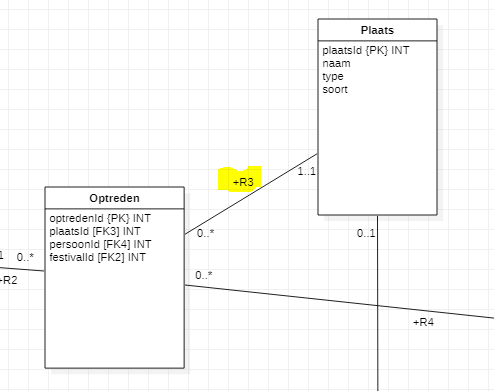 Plaats
plaatsId {PK} INT
naam
type
soort
+R3
1..1
Optreden
optredenId {PK} INT
plaatsId [FK3] INT
persoonId [FK4] INT
festivalId [FK2] INT
0..*
0..1
1
0..*
+R2
0..*
+R4